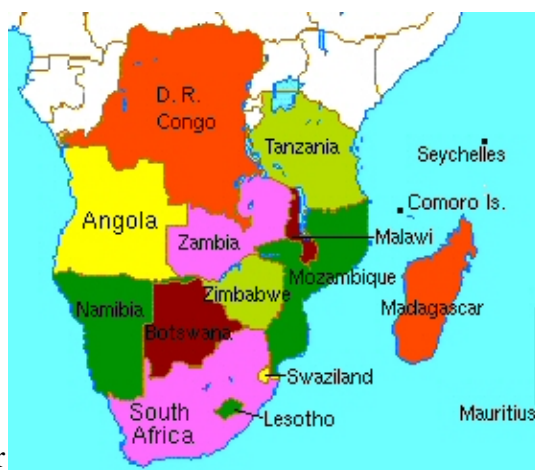 D. R.
Congo
Tanzania
Seychelles
Angola
Comoro Is.
Zambia
Malawi
Mozambique
Namibia
Zimbabwe
Botswana
Madagascar
Swaziland
South
Africa
Lesotho
Mauritius
r